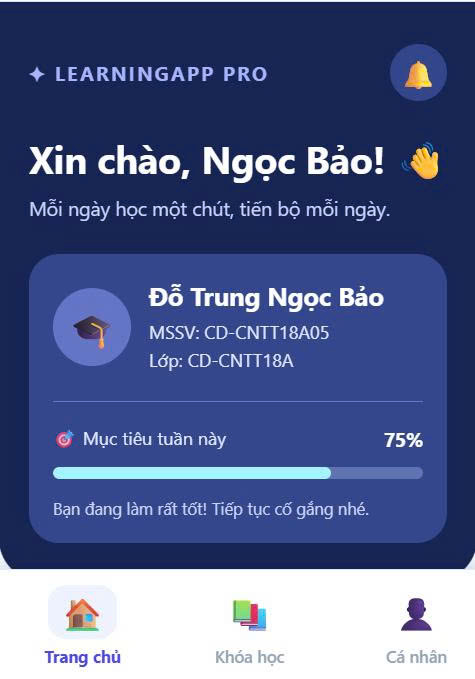 ✦ LEARNINGAPP PRO
Xin chào, Ngọc Bảo! 👋
Mỗi ngày học một chút, tiến bộ mỗi ngày.
Đỗ Trung Ngọc Bảo
MSSV: CD-CNTT18A05
Lớp: CD-CNTT18A
🎯 Mục tiêu tuần này 75%
Bạn đang làm rất tốt! Tiếp tục cố gắng nhé.
Trang chủ Khóa học Cá nhân